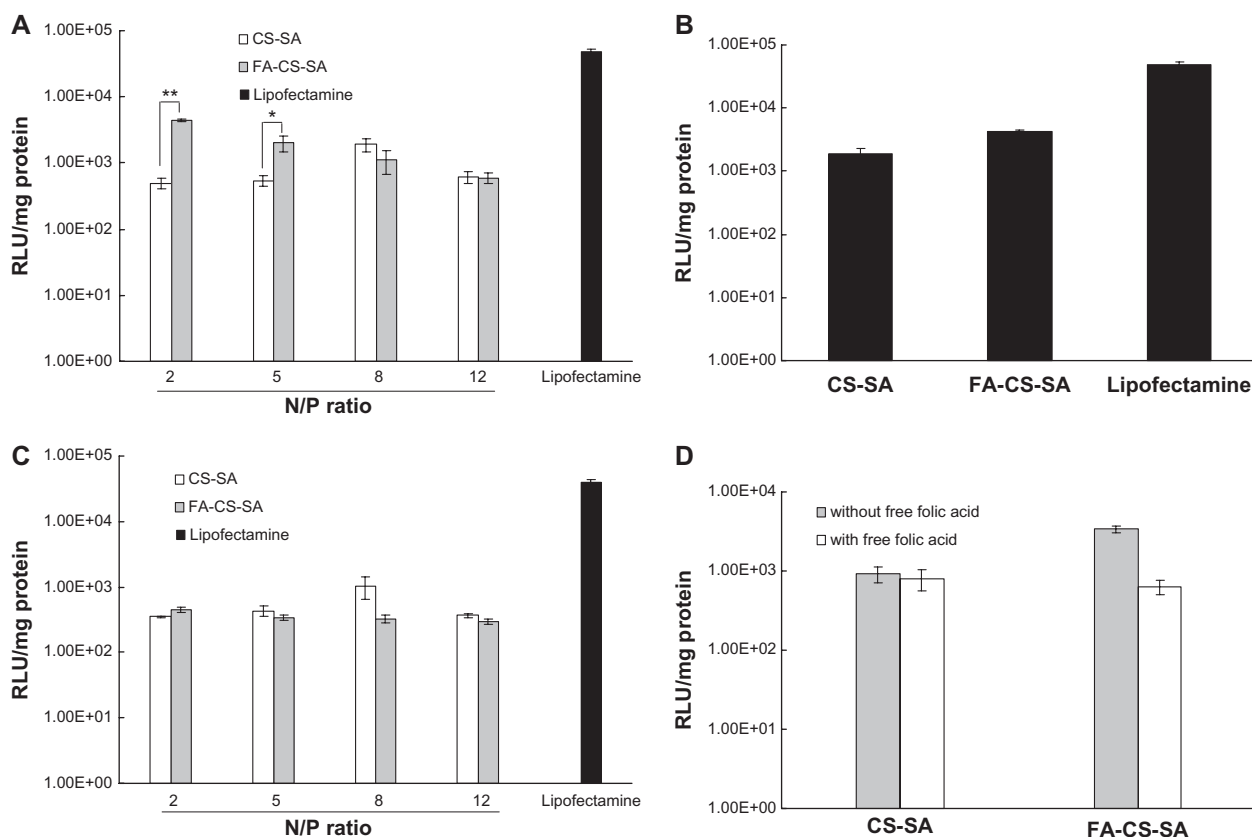 A
RLU/mg protein
1.00E+05
1.00E+04
1.00E+03
1.00E+02
1.00E+01
1.00E+00
CS-SA
FA-CS-SA
Lipofectamine
**
*
2 5 8 12 Lipofectamine
N/P ratio
B
RLU/mg protein
1.00E+05
1.00E+04
1.00E+03
1.00E+02
1.00E+01
1.00E+00
CS-SA FA-CS-SA Lipofectamine
C
RLU/mg protein
1.00E+05
1.00E+04
1.00E+03
1.00E+02
1.00E+01
1.00E+00
CS-SA
FA-CS-SA
Lipofectamine
2 5 8 12 Lipofectamine
N/P ratio
D
RLU/mg protein
1.00E+04
1.00E+03
1.00E+02
1.00E+01
1.00E+00
without free folic acid
with free folic acid
CS-SA FA-CS-SA